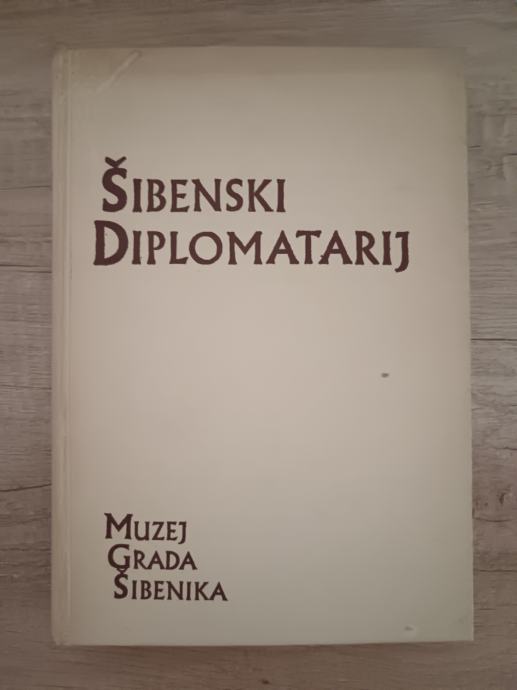 ŠIBENSKI
DIPLOMATARIJ
MUZEJ
GRADA
ŠIBENIKA